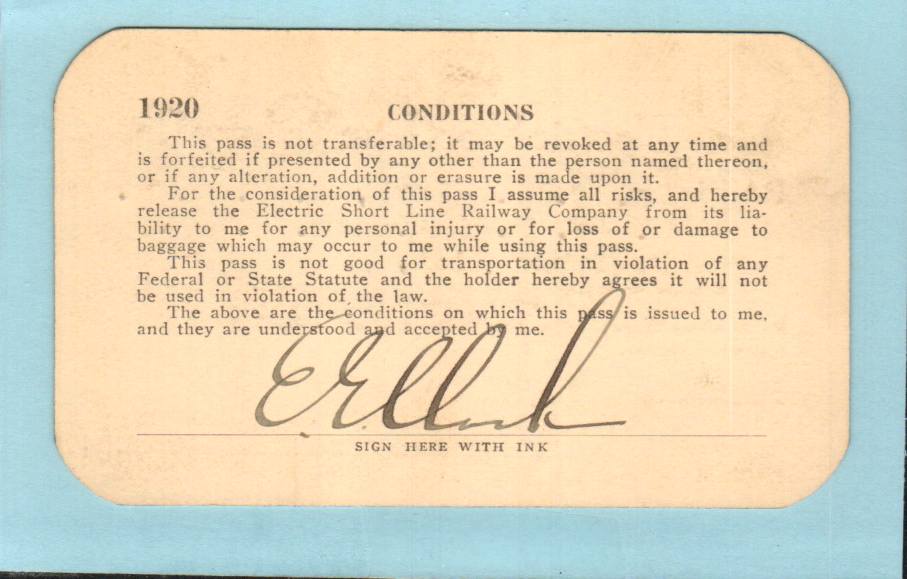 1920 CONDITIONS
This pass is not transferable; it may be revoked at any time and
is forfeited if presented by any other than the person named thereon,
or if any alteration, addition or erasure is made upon it.
For the consideration of this pass I assume all risks, and hereby
release the Electric Short Line Railway Company from its lia-
bility to me for any personal injury or for loss of or damage to
baggage which may occur to me while using this pass.
This pass is not good for transportation in violation of any
Federal or State Statute and the holder hereby agrees it will not
be used in violation of the law.
The above are the conditions on which this pass is issued to me,
and they are understood and accepted by me.
SIGN HERE WITH INK